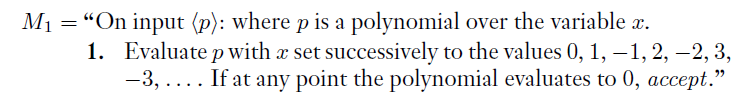 M₁ = “On input ⟨p⟩: where p is a polynomial over the variable x.
1. Evaluate p with x set successively to the values 0, 1, −1, 2, −2, 3,
−3, . . . . If at any point the polynomial evaluates to 0, accept.”